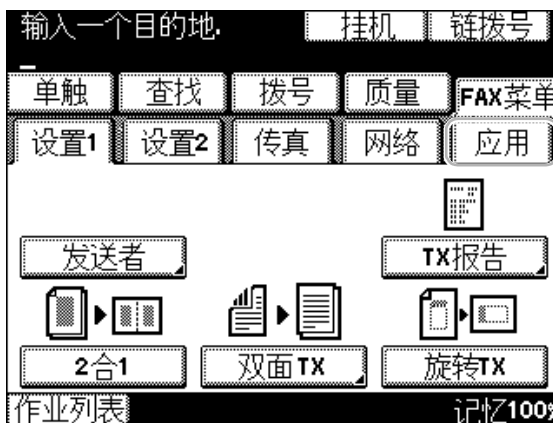 输入一个目的地. 挂机 链拨号
单触 查找 拨号 质量 FAX菜单
设置1 设置2 传真 网络 应用
发送者 TX报告
2合1 双面TX 旋转TX
作业列表 记忆100%